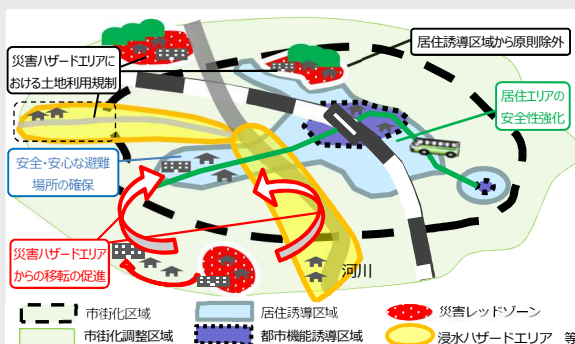 災害ハザードエリアに
おける土地利用規制
居住誘導区域から原則除外
居住エリアの
安全性強化
安全・安心な避難
場所の確保
災害ハザードエリア
からの移転の促進
河川
市街化区域
居住誘導区域
災害レッドゾーン
市街化調整区域
都市機能誘導区域
浸水ハザードエリア 等